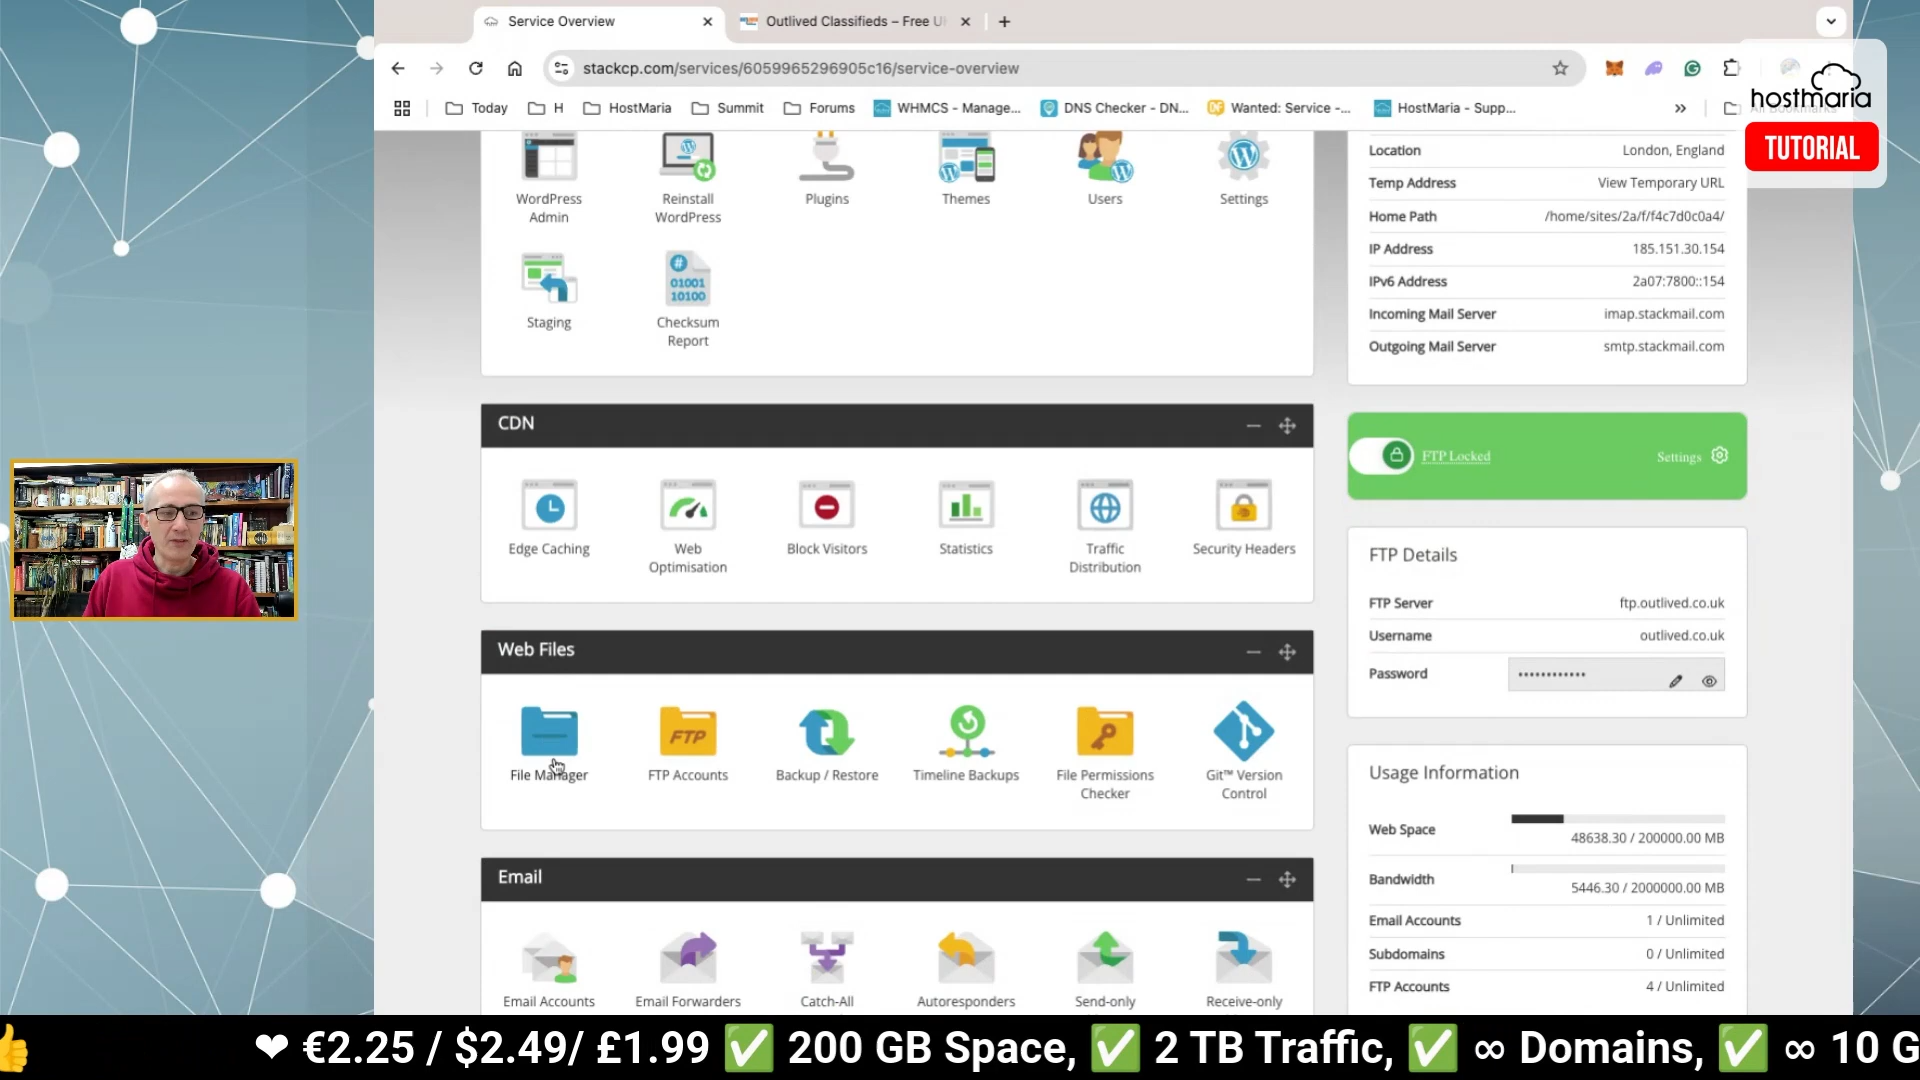 Service Overview
Outlived Classifieds – Free U
stackcp.com/services/6059965296905c16/service-overview
Today
H
HostMaria
Summit
Forums
WHMCS - Manage...
DNS Checker - DN...
Wanted: Service -...
HostMaria - Supp...
»
hostmaria
TUTORIAL
WordPress
Admin
Reinstall
WordPress
Plugins
Themes
Users
Settings
Staging
#
01001
10100
Checksum
Report
Location
London, England
Temp Address
View Temporary URL
Home Path
/home/sites/2a/f/f4c7d0c0a4/
IP Address
185.151.30.154
IPv6 Address
2a07:7800::154
Incoming Mail Server
imap.stackmail.com
Outgoing Mail Server
smtp.stackmail.com
CDN
Edge Caching
Web
Optimisation
Block Visitors
Statistics
Traffic
Distribution
Security Headers
FTP Locked
Settings
FTP Details
FTP Server
ftp.outlived.co.uk
Username
outlived.co.uk
Password
••••••••••••
Web Files
File Manager
FTP
FTP Accounts
Backup / Restore
Timeline Backups
File Permissions
Checker
Git™ Version
Control
Usage Information
Web Space
48638.30 / 200000.00 MB
Bandwidth
5446.30 / 2000000.00 MB
Email Accounts
1 / Unlimited
Subdomains
0 / Unlimited
FTP Accounts
4 / Unlimited
Email
Email Accounts
Email Forwarders
Catch-All
Autoresponders
Send-only
Receive-only
👍 ❤ €2.25 / $2.49/ £1.99 ✅ 200 GB Space, ✅ 2 TB Traffic, ✅ ∞ Domains, ✅ ∞ 10 G